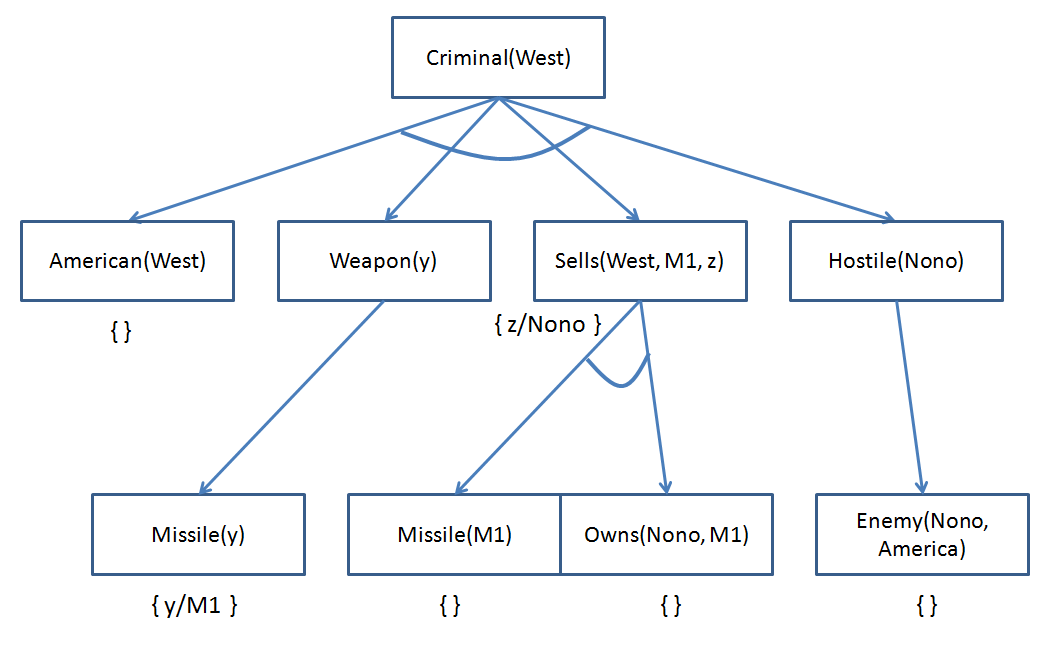 Criminal(West)
American(West)
Weapon(y)
Sells(West, M1, z)
Hostile(Nono)
{ }
{ z/Nono }
Missile(y)
Missile(M1)
Owns(Nono, M1)
Enemy(Nono,
America)
{ y/M1 }
{ }
{ }
{ }